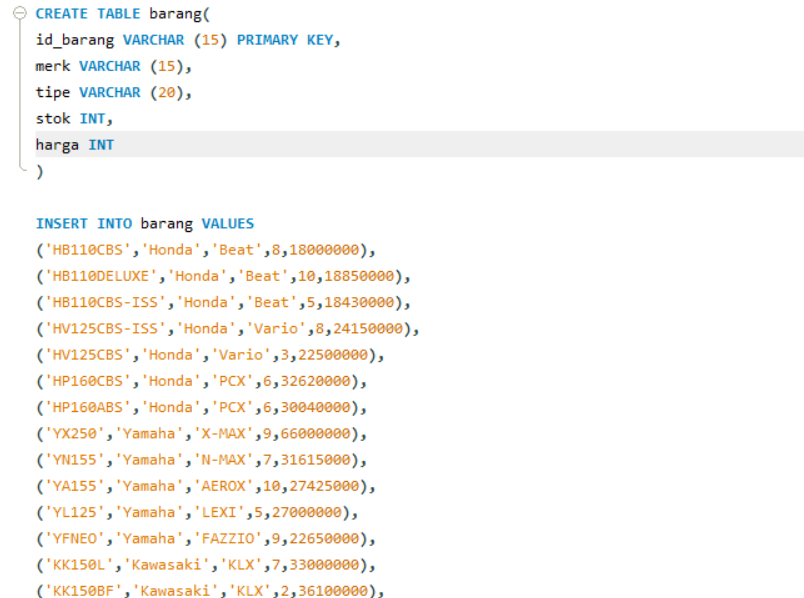 CREATE TABLE barang(
id_barang VARCHAR (15) PRIMARY KEY,
merk VARCHAR (15),
tipe VARCHAR (20),
stok INT,
harga INT
)
INSERT INTO barang VALUES
('HB110CBS','Honda','Beat',8,18000000),
('HB110DELUXE','Honda','Beat',10,18850000),
('HB110CBS-ISS','Honda','Beat',5,18430000),
('HV125CBS-ISS','Honda','Vario',8,24150000),
('HV125CBS','Honda','Vario',3,22500000),
('HP160CBS','Honda','PCX',6,32620000),
('HP160ABS','Honda','PCX',6,30040000),
('YX250','Yamaha','X-MAX',9,66000000),
('YN155','Yamaha','N-MAX',7,31615000),
('YA155','Yamaha','AEROX',10,27425000),
('YL125','Yamaha','LEXI',5,27000000),
('YFNEO','Yamaha','FAZZIO',9,22650000),
('KK150L','Kawasaki','KLX',7,33000000),
('KK150BF','Kawasaki','KLX',2,36100000),